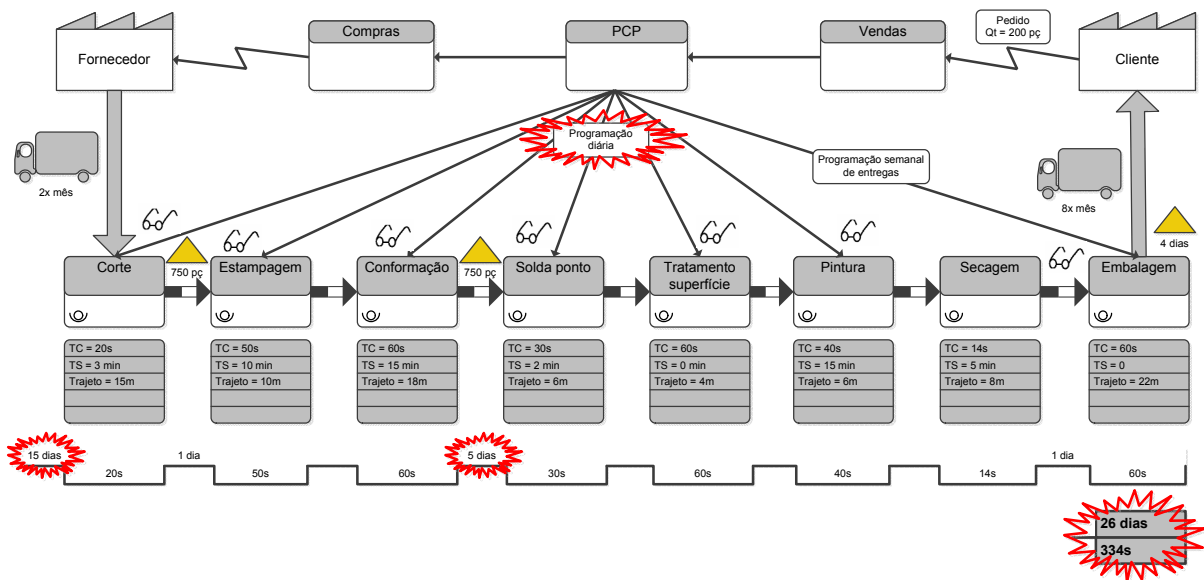 Fornecedor
Compras
PCP
Vendas
Pedido
Qt = 200 pç
Cliente
Programação
diária
Programação semanal
de entregas
2x mês
8x mês
4 dias
Corte
750 pç
Estampagem
Conformação
750 pç
Solda ponto
Tratamento
superfície
Pintura
Secagem
Embalagem
TC = 20s
TS = 3 min
Trajeto = 15m
TC = 50s
TS = 10 min
Trajeto = 10m
TC = 60s
TS = 15 min
Trajeto = 18m
TC = 30s
TS = 2 min
Trajeto = 6m
TC = 60s
TS = 0 min
Trajeto = 4m
TC = 40s
TS = 15 min
Trajeto = 6m
TC = 14s
TS = 5 min
Trajeto = 8m
TC = 60s
TS = 0
Trajeto = 22m
15 dias
20s
1 dia
50s
60s
5 dias
30s
60s
40s
14s
1 dia
60s
26 dias
334s